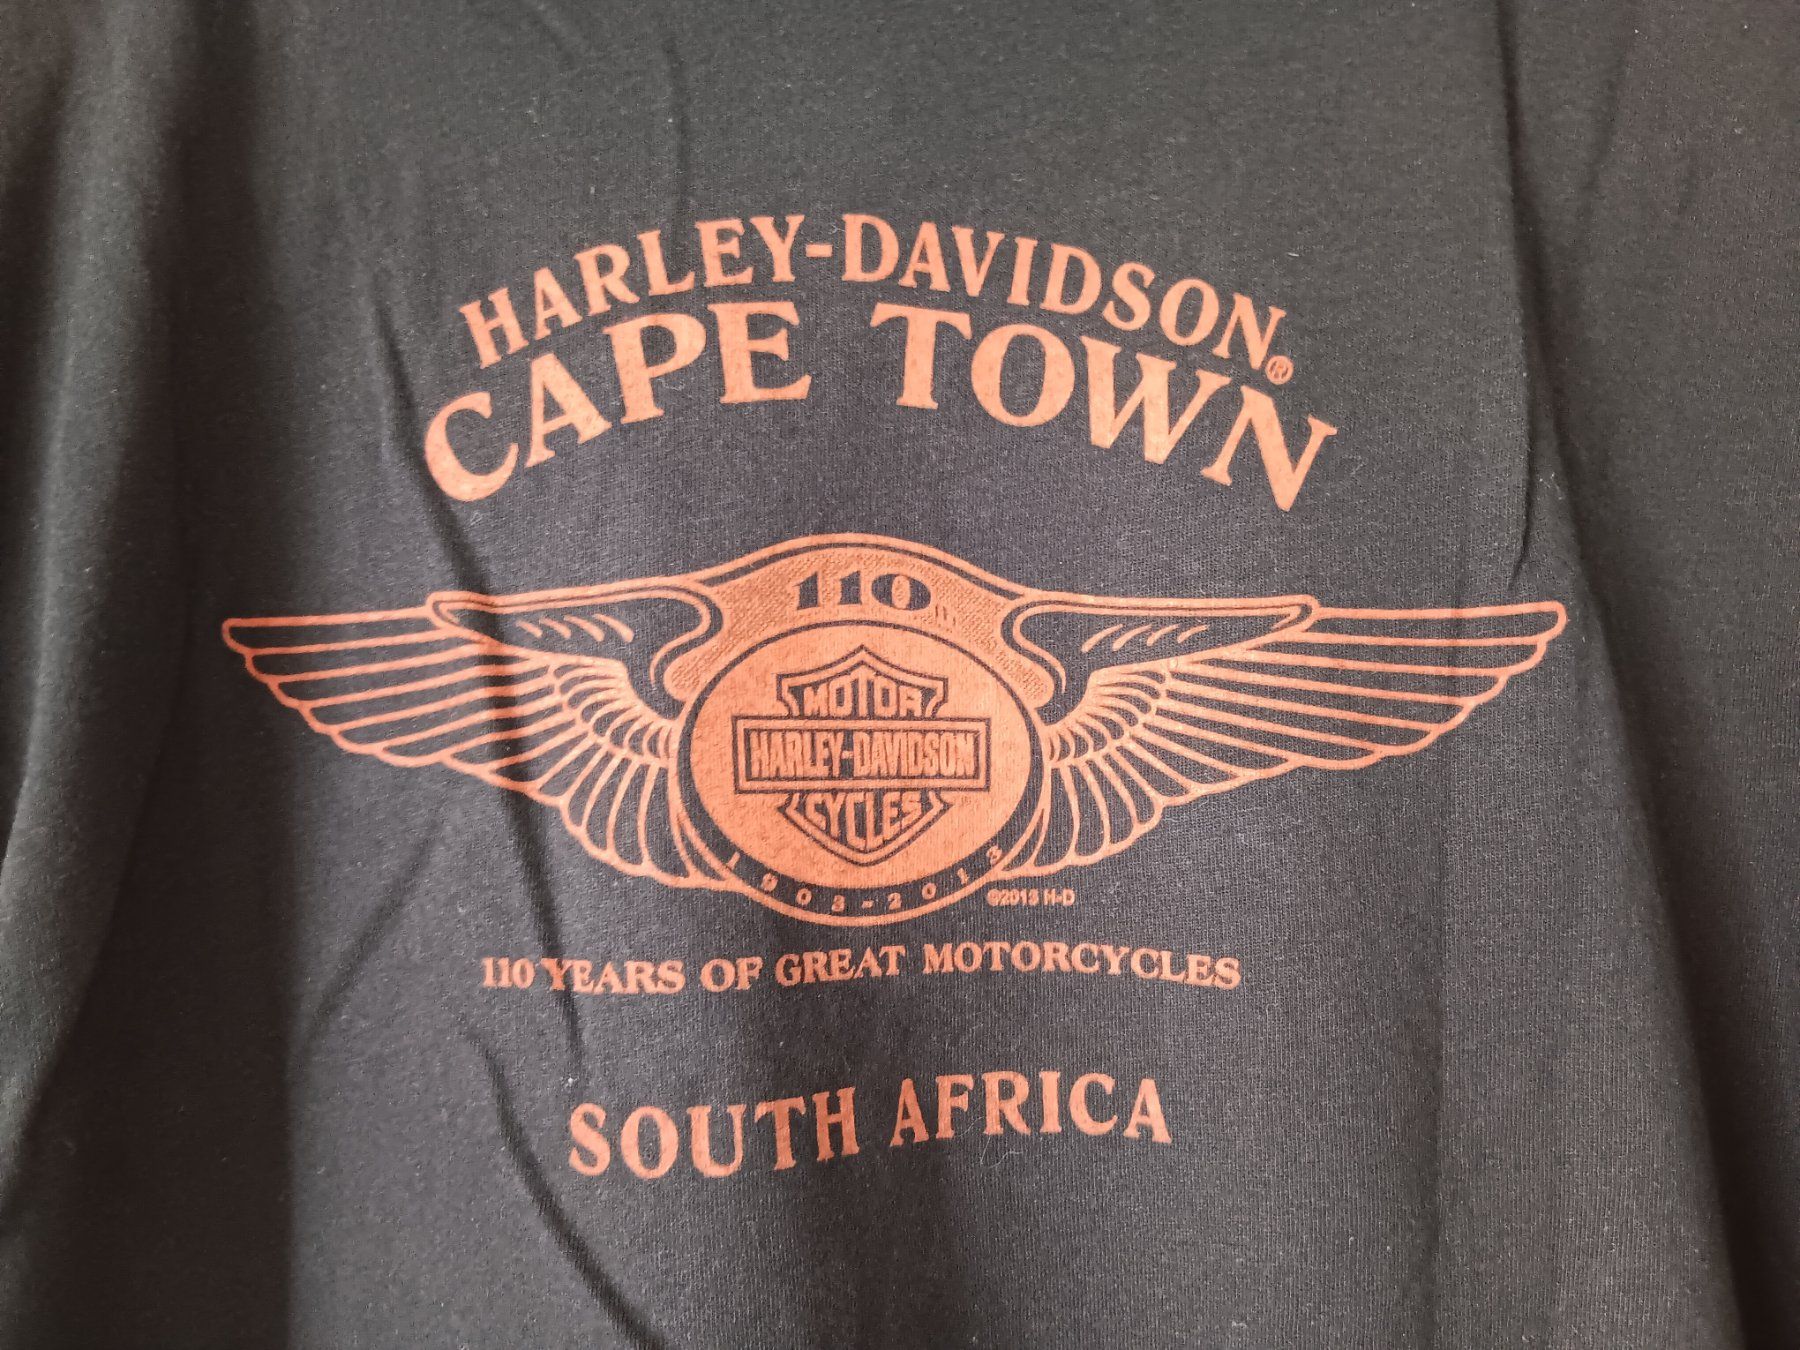 HARLEY-DAVIDSON®
CAPE TOWN
110th
MOTOR
HARLEY-DAVIDSON
CYCLES
1903-2013
©2013 H-D
110 YEARS OF GREAT MOTORCYCLES
SOUTH AFRICA